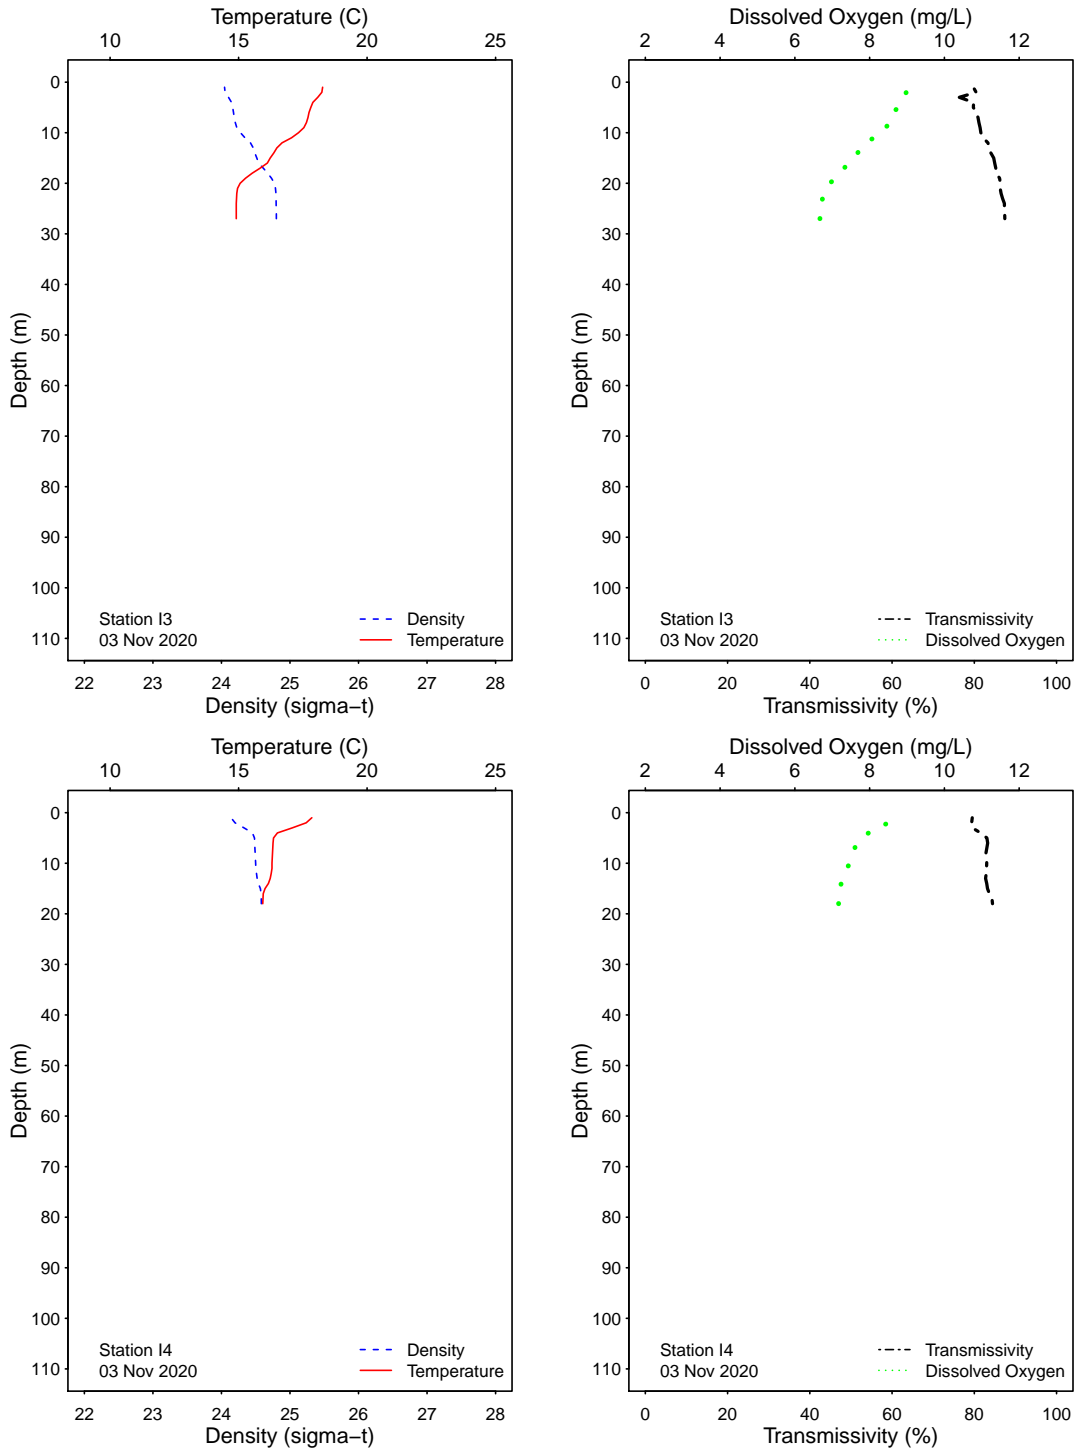 Temperature (C)
10 15 20 25
0
10
20
30
40
50
60
70
80
90
100
110
Depth (m)
Station I3
03 Nov 2020
Density
Temperature
22 23 24 25 26 27 28
Density (sigma−t)
Dissolved Oxygen (mg/L)
2 4 6 8 10 12
0
10
20
30
40
50
60
70
80
90
100
110
Depth (m)
Station I3
03 Nov 2020
Transmissivity
Dissolved Oxygen
0 20 40 60 80 100
Transmissivity (%)
Temperature (C)
10 15 20 25
0
10
20
30
40
50
60
70
80
90
100
110
Depth (m)
Station I4
03 Nov 2020
Density
Temperature
22 23 24 25 26 27 28
Density (sigma−t)
Dissolved Oxygen (mg/L)
2 4 6 8 10 12
0
10
20
30
40
50
60
70
80
90
100
110
Depth (m)
Station I4
03 Nov 2020
Transmissivity
Dissolved Oxygen
0 20 40 60 80 100
Transmissivity (%)